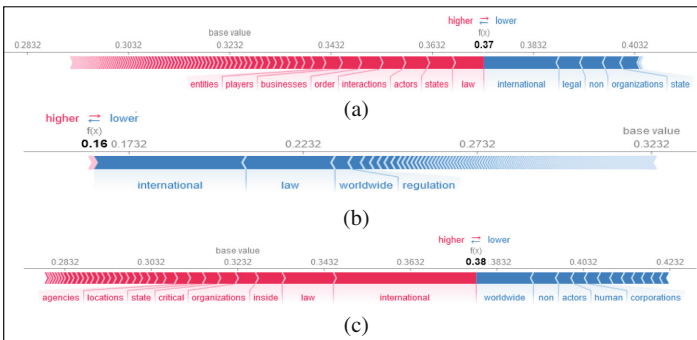 higher ⇄ lower
base value f(x)
0.2832 0.3032 0.3232 0.3432 0.3632 0.37 0.3832 0.4032
entities players businesses order interactions actors states law international legal non organizations state
(a)
higher ⇄ lower
f(x) base value
0.16 0.1732 0.2232 0.2732 0.3232
international law worldwide regulation
(b)
higher ⇄ lower
base value f(x)
0.2832 0.3032 0.3232 0.3432 0.38 0.3832 0.4032 0.4232
agencies locations state critical organizations inside law international worldwide non actors human corporations
(c)